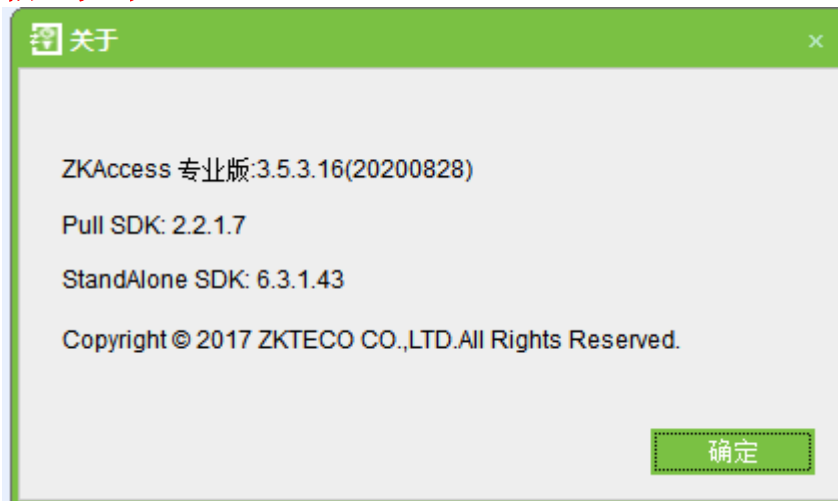 关于
ZKAccess 专业版:3.5.3.16(20200828)
Pull SDK: 2.2.1.7
StandAlone SDK: 6.3.1.43
Copyright © 2017 ZKTECO CO.,LTD.All Rights Reserved.
确定